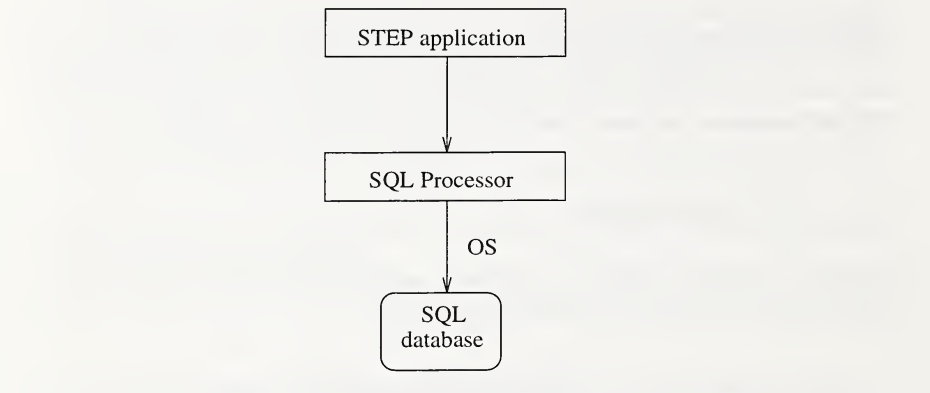 STEP application
SQL Processor
OS
SQL
database